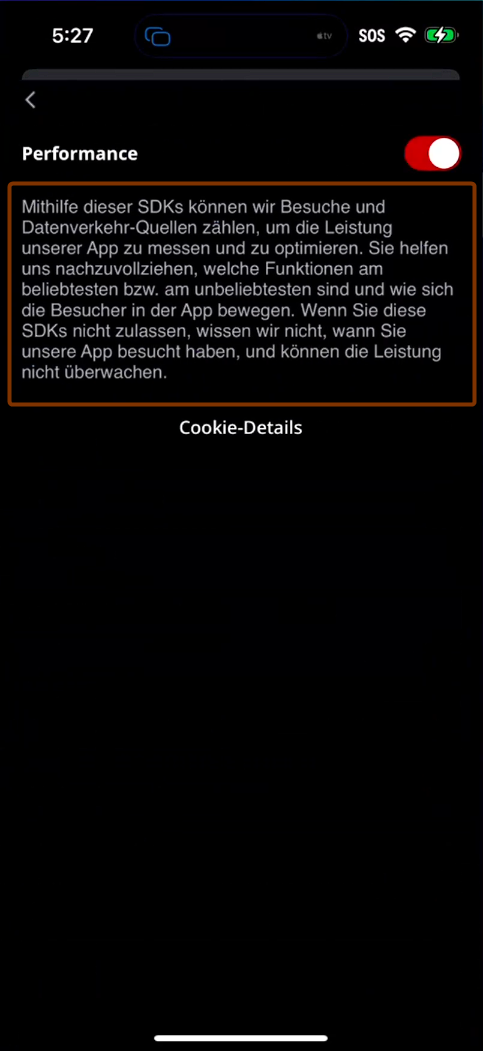 5:27
tv
SOS
Performance
Mithilfe dieser SDKs können wir Besuche und
Datenverkehr-Quellen zählen, um die Leistung
unserer App zu messen und zu optimieren. Sie helfen
uns nachzuvollziehen, welche Funktionen am
beliebtesten bzw. am unbeliebtesten sind und wie sich
die Besucher in der App bewegen. Wenn Sie diese
SDKs nicht zulassen, wissen wir nicht, wann Sie
unsere App besucht haben, und können die Leistung
nicht überwachen.
Cookie-Details